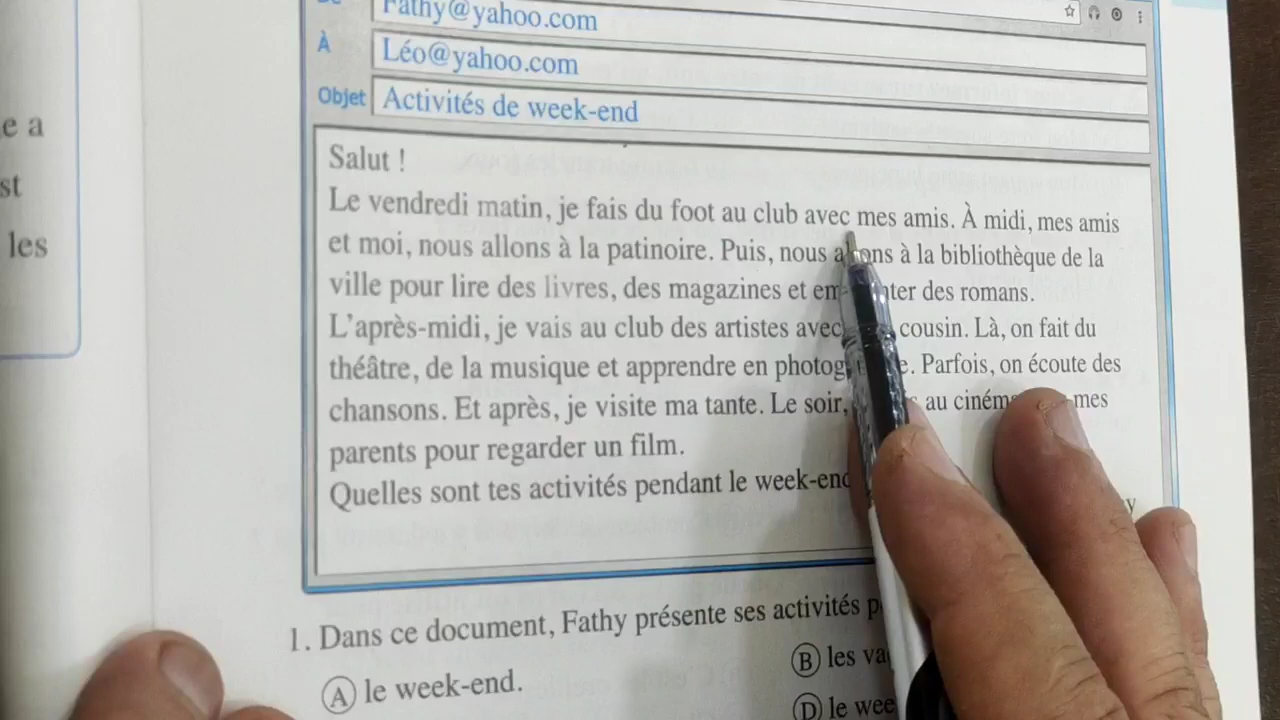 e a
st
les
Fathy@yahoo.com
À Léo@yahoo.com
Objet Activités de week-end
Salut !
Le vendredi matin, je fais du foot au club avec mes amis. À midi, mes amis
et moi, nous allons à la patinoire. Puis, nous allons à la bibliothèque de la
ville pour lire des livres, des magazines et emprunter des romans.
L'après-midi, je vais au club des artistes avec cousin. Là, on fait du
théâtre, de la musique et apprendre en photographie. Parfois, on écoute des
chansons. Et après, je visite ma tante. Le soir, au cinéma mes
parents pour regarder un film.
Quelles sont tes activités pendant le week-end
y
1. Dans ce document, Fathy présente ses activités p
A le week-end.
B les va
D le wee